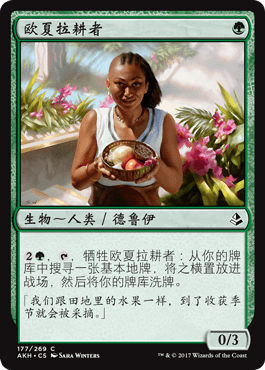 欧夏拉耕者
生物～人类／德鲁伊
2，，牺牲欧夏拉耕者：从你的牌
库中搜寻一张基本地牌，将之横置放进
战场，然后将你的牌库洗牌。
「我们跟田地里的水果一样，到了收获季
节就会被采摘。」
0/3
177/269 C
AKH • CS SARA WINTERS
™ & © 2017 Wizards of the Coast